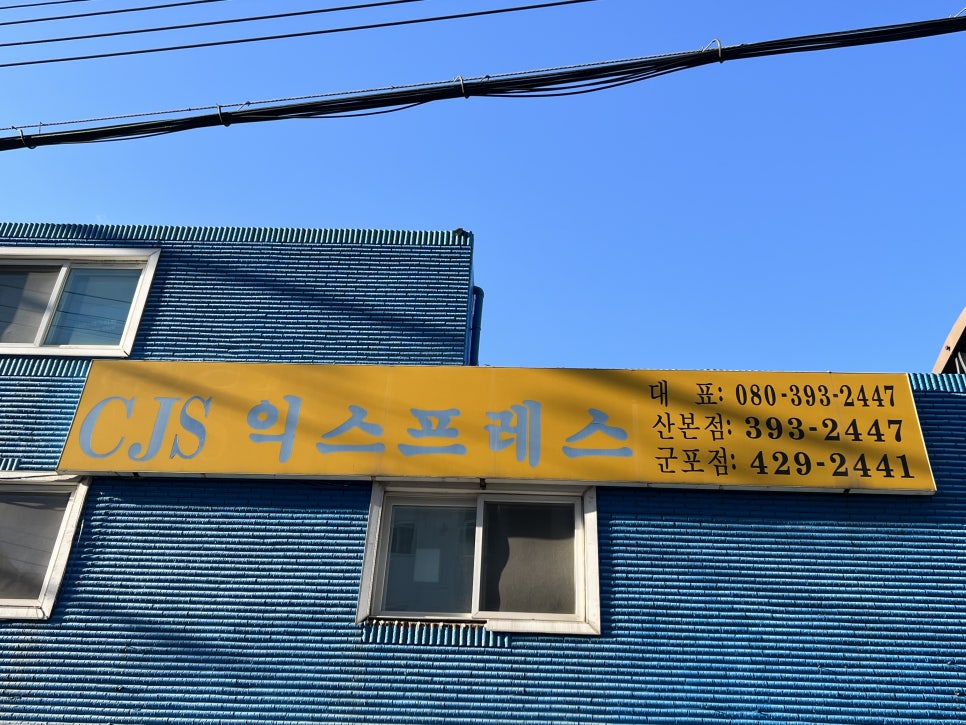 CJS 익스프레스
대 표: 080-393-2447
산본점: 393-2447
군포점: 429-2441